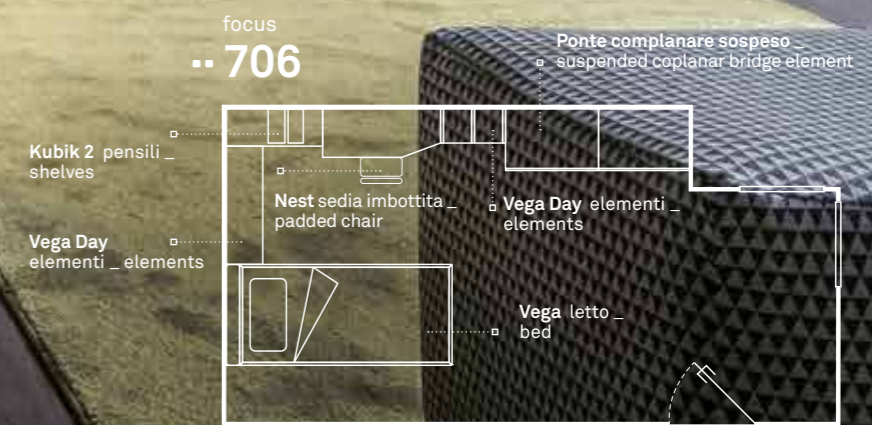 focus
706
Ponte complanare sospeso _
suspended coplanar bridge element
Kubik 2 pensili _
shelves
Nest sedia imbottita _
padded chair
Vega Day elementi _
elements
Vega Day
elementi _ elements
Vega letto _
bed